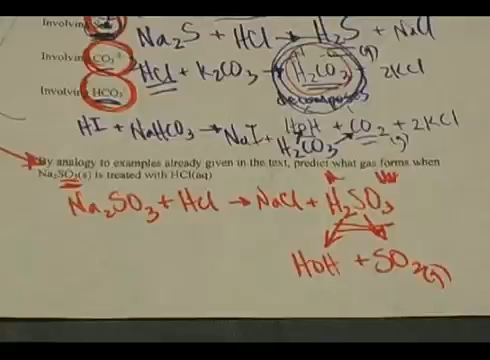 Involving
Na₂S + HCl → H₂S + NaCl
(g)
Involving CO₃²⁻
HCl + K₂CO₃ → H₂CO₃ + 2KCl
decomposes
Involving HCO₃⁻
HI + NaHCO₃ → NaI + HOH + CO₂ + 2KCl
H₂CO₃ (g)
By analogy to examples already given in the text, predict what gas forms when
Na₂SO₃(s) is treated with HCl(aq)
Na₂SO₃ + HCl → NaCl + H₂SO₃
HOH + SO₂(g)